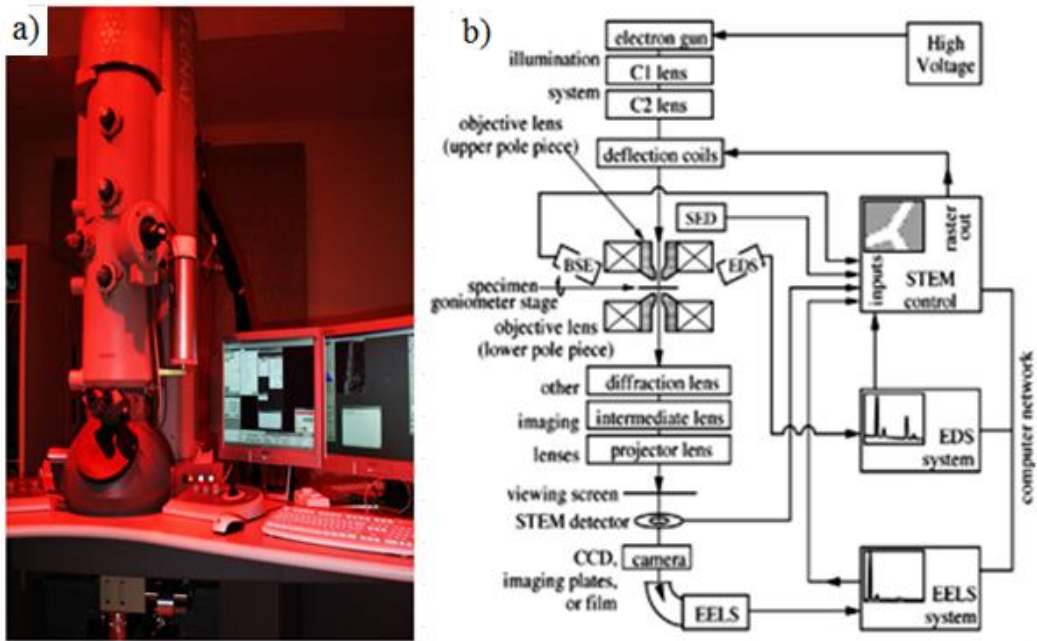 a)
TECNAI
b)
electron gun
High
Voltage
illumination
system
C1 lens
C2 lens
objective lens
(upper pole piece)
deflection coils
SED
BSE
EDS
raster out
inputs
STEM
control
specimen
goniometer stage
objective lens
(lower pole piece)
other
imaging
lenses
diffraction lens
intermediate lens
projector lens
EDS
system
computer network
viewing screen
STEM detector
CCD,
imaging plates,
or film
camera
EELS
EELS
system